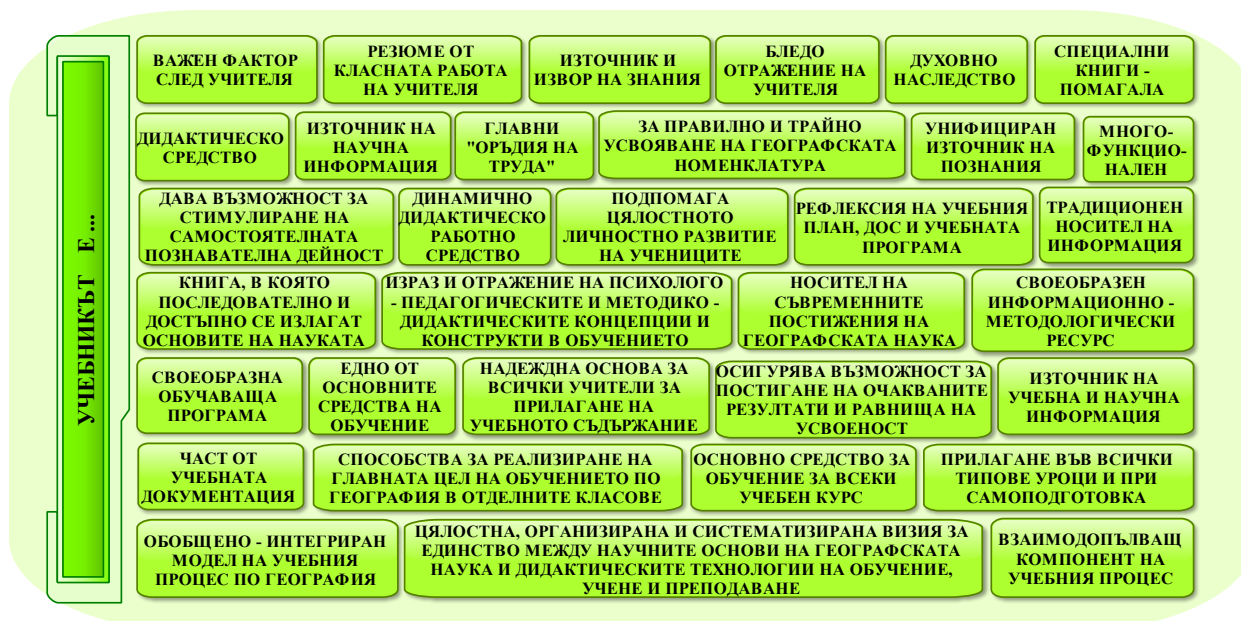 УЧЕБНИКЪТ Е ...
ВАЖЕН ФАКТОР
СЛЕД УЧИТЕЛЯ
РЕЗЮМЕ ОТ
КЛАСНАТА РАБОТА
НА УЧИТЕЛЯ
ИЗТОЧНИК И
ИЗВОР НА ЗНАНИЯ
БЛЕДО
ОТРАЖЕНИЕ НА
УЧИТЕЛЯ
ДУХОВНО
НАСЛЕДСТВО
СПЕЦИАЛНИ
КНИГИ -
ПОМАГАЛА
ДИДАКТИЧЕСКО
СРЕДСТВО
ИЗТОЧНИК НА
НАУЧНА
ИНФОРМАЦИЯ
ГЛАВНИ
"ОРЪДИЯ НА
ТРУДА"
ЗА ПРАВИЛНО И ТРАЙНО
УСВОЯВАНЕ НА ГЕОГРАФСКАТА
НОМЕНКЛАТУРА
УНИФИЦИРАН
ИЗТОЧНИК НА
ПОЗНАНИЯ
МНОГО-
ФУНКЦИО-
НАЛЕН
ДАВА ВЪЗМОЖНОСТ ЗА
СТИМУЛИРАНЕ НА
САМОСТОЯТЕЛНАТА
ПОЗНАВАТЕЛНА ДЕЙНОСТ
ДИНАМИЧНО
ДИДАКТИЧЕСКО
РАБОТНО
СРЕДСТВО
ПОДПОМАГА
ЦЯЛОСТНОТО
ЛИЧНОСТНО РАЗВИТИЕ
НА УЧЕНИЦИТЕ
РЕФЛЕКСИЯ НА УЧЕБНИЯ
ПЛАН, ДОС И УЧЕБНАТА
ПРОГРАМА
ТРАДИЦИОНЕН
НОСИТЕЛ НА
ИНФОРМАЦИЯ
КНИГА, В КОЯТО
ПОСЛЕДОВАТЕЛНО И
ДОСТЪПНО СЕ ИЗЛАГАТ
ОСНОВИТЕ НА НАУКАТА
ИЗРАЗ И ОТРАЖЕНИЕ НА ПСИХОЛОГО
- ПЕДАГОГИЧЕСКИТЕ И МЕТОДИКО -
ДИДАКТИЧЕСКИТЕ КОНЦЕПЦИИ И
КОНСТРУКТИ В ОБУЧЕНИЕТО
НОСИТЕЛ НА
СЪВРЕМЕННИТЕ
ПОСТИЖЕНИЯ НА
ГЕОГРАФСКАТА НАУКА
СВОЕОБРАЗЕН
ИНФОРМАЦИОННО -
МЕТОДОЛОГИЧЕСКИ
РЕСУРС
СВОЕОБРАЗНА
ОБУЧАВАЩА
ПРОГРАМА
ЕДНО ОТ
ОСНОВНИТЕ
СРЕДСТВА НА
ОБУЧЕНИЕ
НАДЕЖДНА ОСНОВА ЗА
ВСИЧКИ УЧИТЕЛИ ЗА
ПРИЛАГАНЕ НА
УЧЕБНОТО СЪДЪРЖАНИЕ
ОСИГУРЯВА ВЪЗМОЖНОСТ ЗА
ПОСТИГАНЕ НА ОЧАКВАНИТЕ
РЕЗУЛТАТИ И РАВНИЩА НА
УСВОЕНОСТ
ИЗТОЧНИК НА
УЧЕБНА И НАУЧНА
ИНФОРМАЦИЯ
ЧАСТ ОТ
УЧЕБНАТА
ДОКУМЕНТАЦИЯ
СПОСОБСТВА ЗА РЕАЛИЗИРАНЕ НА
ГЛАВНАТА ЦЕЛ НА ОБУЧЕНИЕТО ПО
ГЕОГРАФИЯ В ОТДЕЛНИТЕ КЛАСОВЕ
ОСНОВНО СРЕДСТВО ЗА
ОБУЧЕНИЕ ЗА ВСЕКИ
УЧЕБЕН КУРС
ПРИЛАГАНЕ ВЪВ ВСИЧКИ
ТИПОВЕ УРОЦИ И ПРИ
САМОПОДГОТОВКА
ОБОБЩЕНО - ИНТЕГРИРАН
МОДЕЛ НА УЧЕБНИЯ
ПРОЦЕС ПО ГЕОГРАФИЯ
ЦЯЛОСТНА, ОРГАНИЗИРАНА И СИСТЕМАТИЗИРАНА ВИЗИЯ ЗА
ЕДИНСТВО МЕЖДУ НАУЧНИТЕ ОСНОВИ НА ГЕОГРАФСКАТА
НАУКА И ДИДАКТИЧЕСКИТЕ ТЕХНОЛОГИИ НА ОБУЧЕНИЕ,
УЧЕНЕ И ПРЕПОДАВАНЕ
ВЗАИМОДОПЪЛВАЩ
КОМПОНЕНТ НА
УЧЕБНИЯ ПРОЦЕС